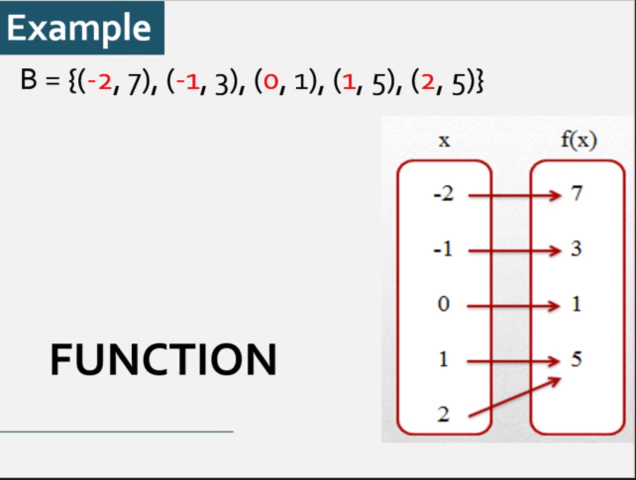 Example
B = {(-2, 7), (-1, 3), (0, 1), (1, 5), (2, 5)}
x f(x)
-2 7
-1 3
0 1
1 5
2
FUNCTION